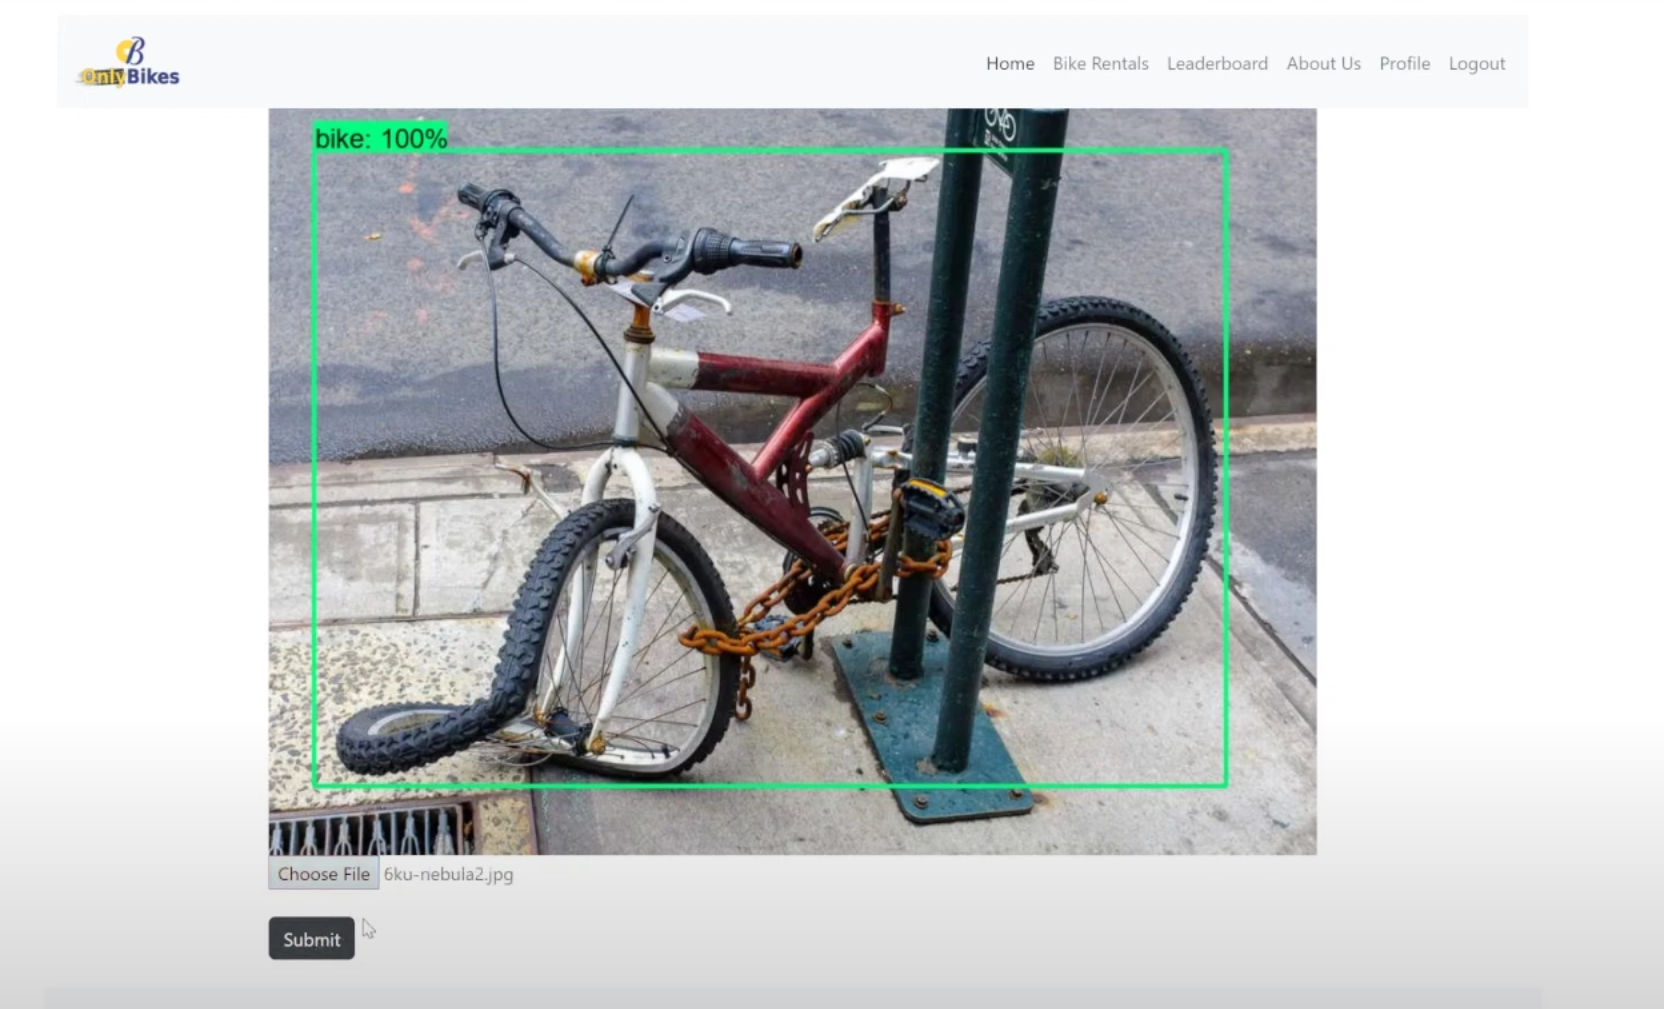 B
OnlyBikes
Home Bike Rentals Leaderboard About Us Profile Logout
bike: 100%
Choose File 6ku-nebula2.jpg
Submit